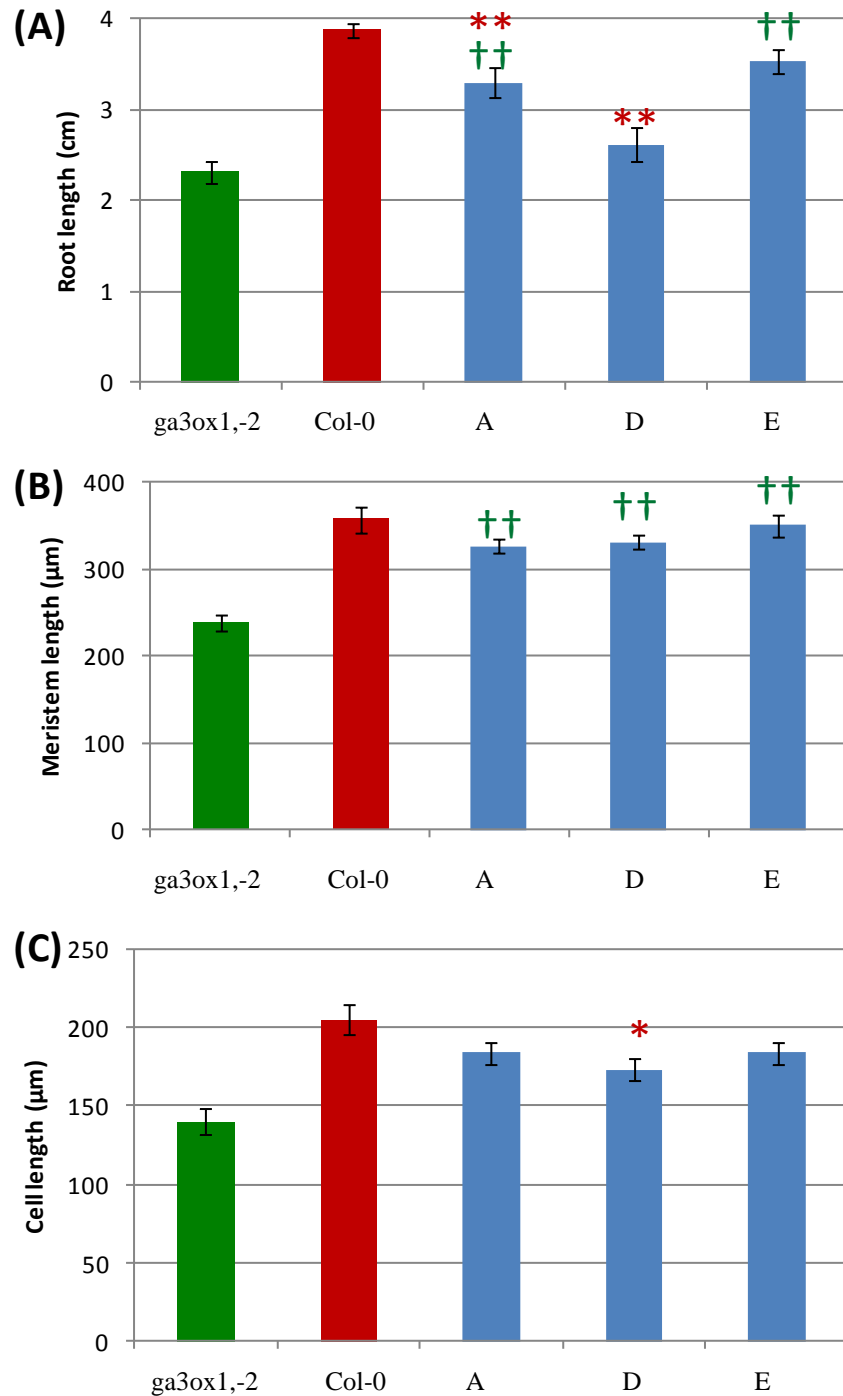 (A)
Root length (cm)
4
3
2
1
0
**
††
**
††
ga3ox1,-2 Col-0 A D E
(B)
Meristem length (µm)
400
300
200
100
0
††
††
††
ga3ox1,-2 Col-0 A D E
(C)
Cell length (µm)
250
200
150
100
50
0
*
ga3ox1,-2 Col-0 A D E